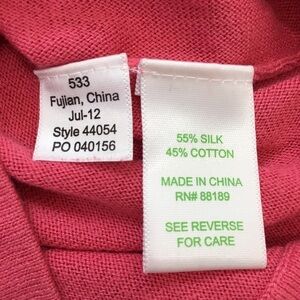 533
Fujian, China
Jul-12
Style 44054
PO 040156
55% SILK
45% COTTON
MADE IN CHINA
RN# 88189
SEE REVERSE
FOR CARE